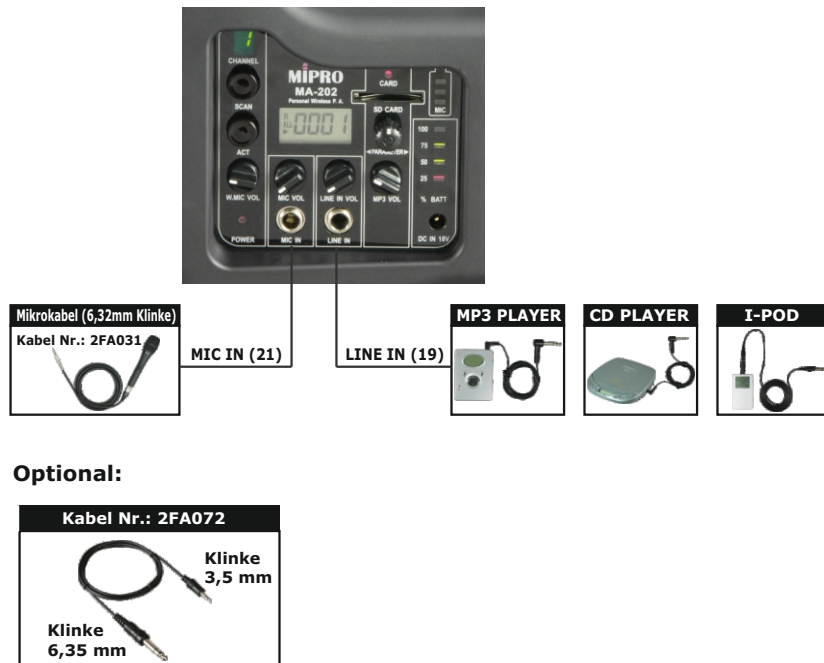 1
CHANNEL
MIPRO
MA-202
Personal Wireless P. A.
CARD
SD CARD
MIC
SCAN
0001
ALL
100
75
50
25
ACT
◄PARAMETER►
W.MIC VOL
MIC VOL
LINE IN VOL
MP3 VOL
% BATT
POWER
MIC IN
LINE IN
DC IN 18V
Mikrokabel (6,32mm Klinke)
Kabel Nr.: 2FA031
MIC IN (21)
LINE IN (19)
MP3 PLAYER
CD PLAYER
I-POD
Optional:
Kabel Nr.: 2FA072
Klinke
3,5 mm
Klinke
6,35 mm